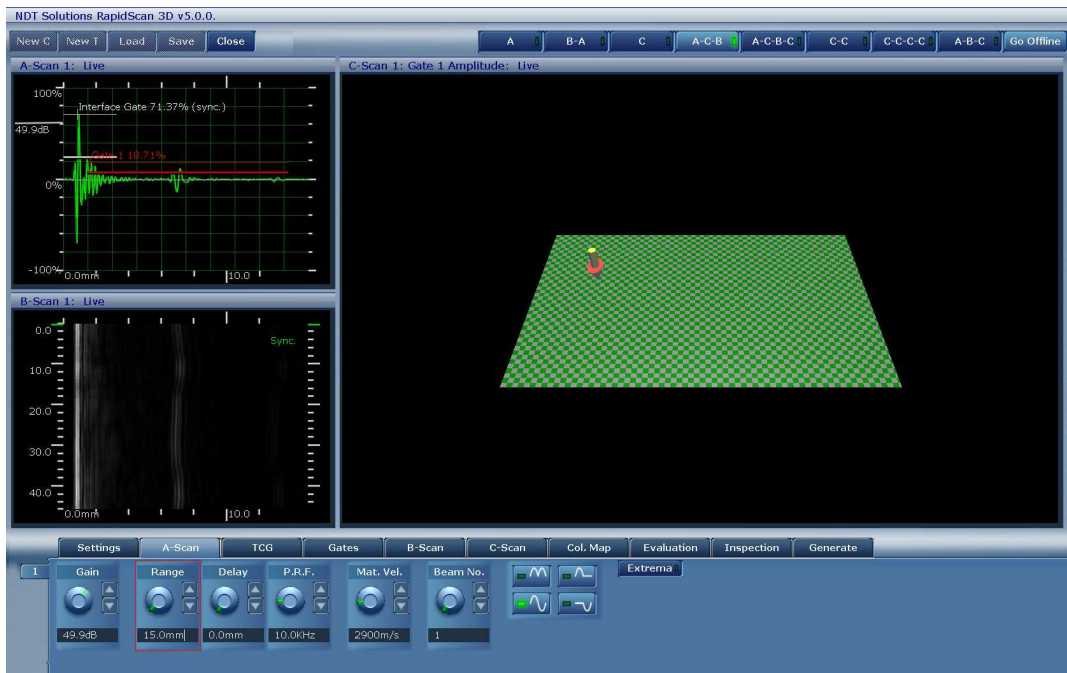 NDT Solutions RapidScan 3D v5.0.0.
New C New T Load Save Close A B-A C A-C-B A-C-B-C C-C C-C-C-C A-B-C Go Offline
A-Scan 1: Live
100%
Interface Gate 71.37% (sync.)
49.9dB
Gate 1 18.71%
0%
-100%
0.0mm 10.0
B-Scan 1: Live
0.0
Sync.
10.0
20.0
30.0
40.0
0.0mm 10.0
C-Scan 1: Gate 1 Amplitude: Live
Settings A-Scan TCG Gates B-Scan C-Scan Col. Map Evaluation Inspection Generate
1 Gain Range Delay P.R.F. Mat. Vel. Beam No. Extrema
49.9dB 15.0mm 0.0mm 10.0KHz 2900m/s 1